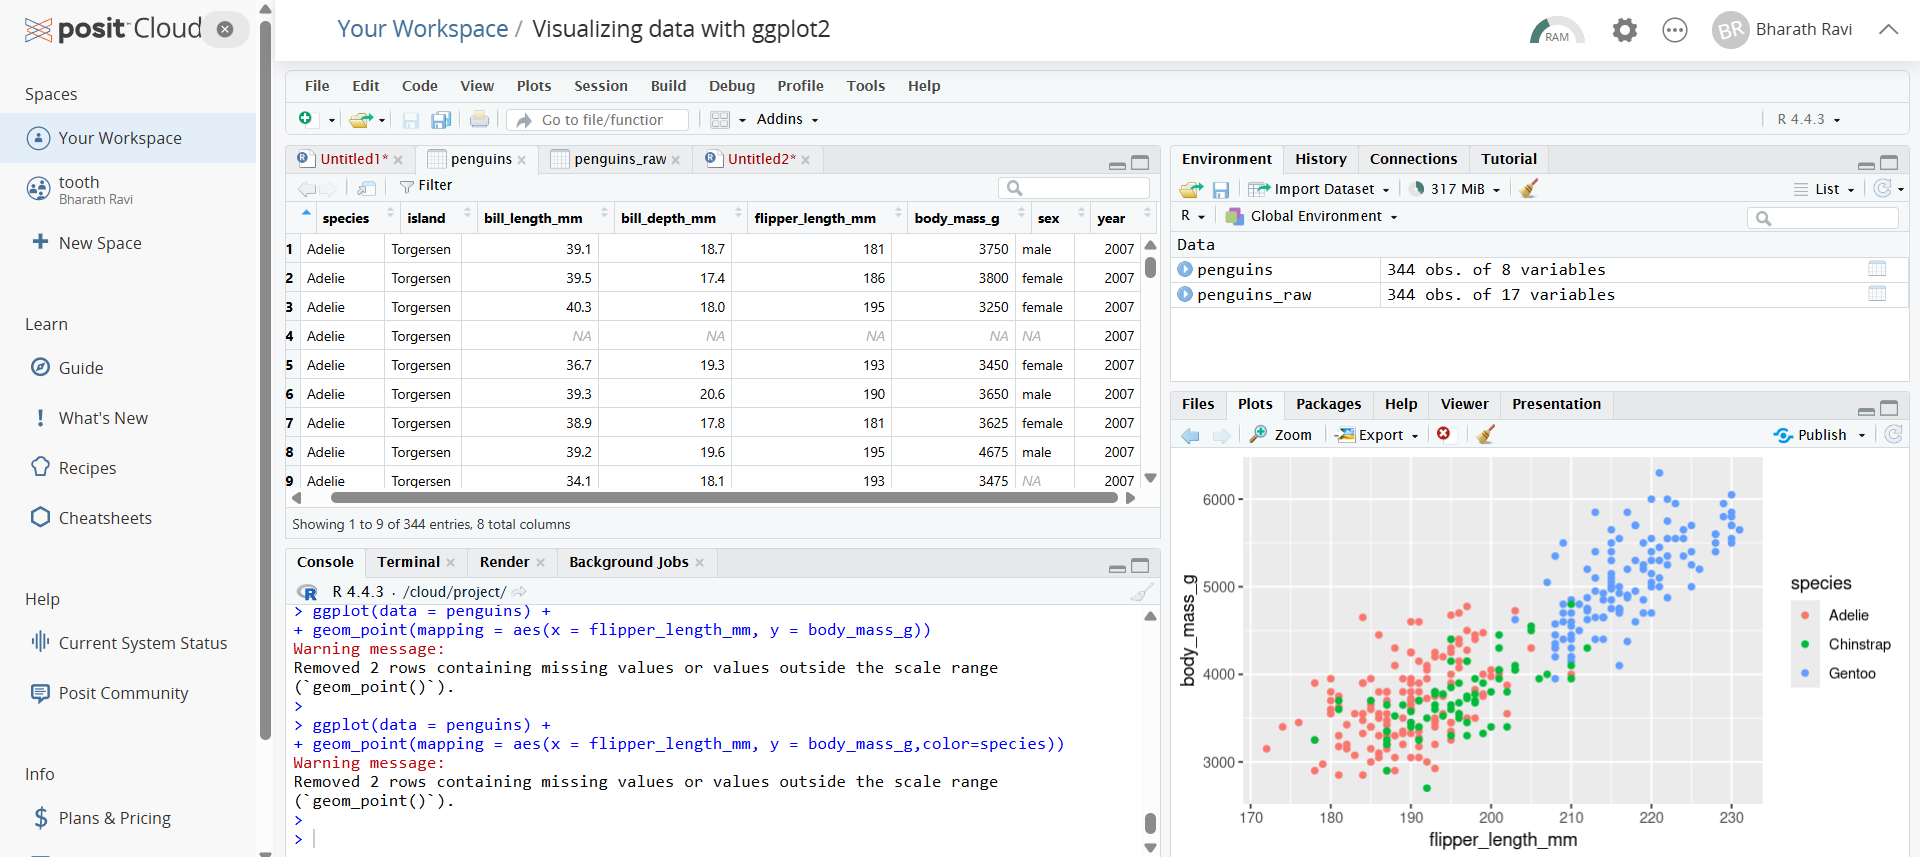 posit Cloud
Your Workspace / Visualizing data with ggplot2
RAM
BR Bharath Ravi
Spaces
Your Workspace
tooth
Bharath Ravi
New Space
Learn
Guide
What's New
Recipes
Cheatsheets
Help
Current System Status
Posit Community
Info
Plans & Pricing
File Edit Code View Plots Session Build Debug Profile Tools Help
Go to file/function Addins R 4.4.3
Untitled1* penguins penguins_raw Untitled2*
Filter
species island bill_length_mm bill_depth_mm flipper_length_mm body_mass_g sex year
1 Adelie Torgersen 39.1 18.7 181 3750 male 2007
2 Adelie Torgersen 39.5 17.4 186 3800 female 2007
3 Adelie Torgersen 40.3 18.0 195 3250 female 2007
4 Adelie Torgersen NA NA NA NA NA 2007
5 Adelie Torgersen 36.7 19.3 193 3450 female 2007
6 Adelie Torgersen 39.3 20.6 190 3650 male 2007
7 Adelie Torgersen 38.9 17.8 181 3625 female 2007
8 Adelie Torgersen 39.2 19.6 195 4675 male 2007
9 Adelie Torgersen 34.1 18.1 193 3475 NA 2007
Showing 1 to 9 of 344 entries, 8 total columns
Console Terminal Render Background Jobs
R R 4.4.3 · /cloud/project/
> ggplot(data = penguins) +
+ geom_point(mapping = aes(x = flipper_length_mm, y = body_mass_g))
Warning message:
Removed 2 rows containing missing values or values outside the scale range
(`geom_point()`).
>
> ggplot(data = penguins) +
+ geom_point(mapping = aes(x = flipper_length_mm, y = body_mass_g,color=species))
Warning message:
Removed 2 rows containing missing values or values outside the scale range
(`geom_point()`).
>
>
Environment History Connections Tutorial
Import Dataset 317 MiB List
R Global Environment
Data
penguins 344 obs. of 8 variables
penguins_raw 344 obs. of 17 variables
Files Plots Packages Help Viewer Presentation
Zoom Export Publish
body_mass_g
6000
5000
4000
3000
170 180 190 200 210 220 230
flipper_length_mm
species
Adelie
Chinstrap
Gentoo